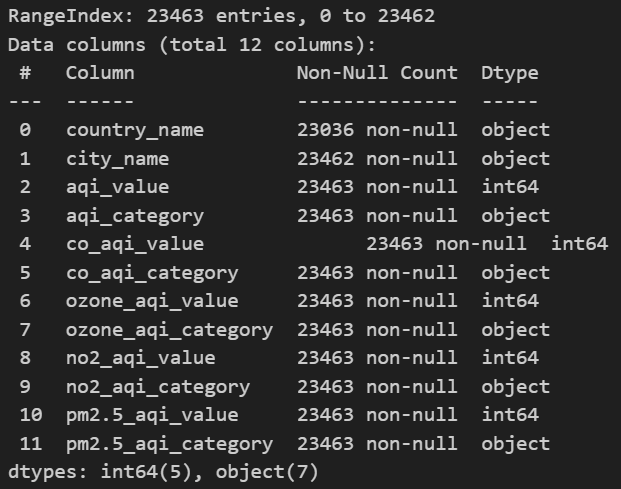 RangeIndex: 23463 entries, 0 to 23462
Data columns (total 12 columns):
 #   Column              Non-Null Count  Dtype
---  ------              --------------  -----
 0   country_name        23036 non-null  object
 1   city_name           23462 non-null  object
 2   aqi_value           23463 non-null  int64
 3   aqi_category        23463 non-null  object
 4   co_aqi_value              23463 non-null  int64
 5   co_aqi_category     23463 non-null  object
 6   ozone_aqi_value     23463 non-null  int64
 7   ozone_aqi_category  23463 non-null  object
 8   no2_aqi_value       23463 non-null  int64
 9   no2_aqi_category    23463 non-null  object
 10  pm2.5_aqi_value     23463 non-null  int64
 11  pm2.5_aqi_category  23463 non-null  object
dtypes: int64(5), object(7)